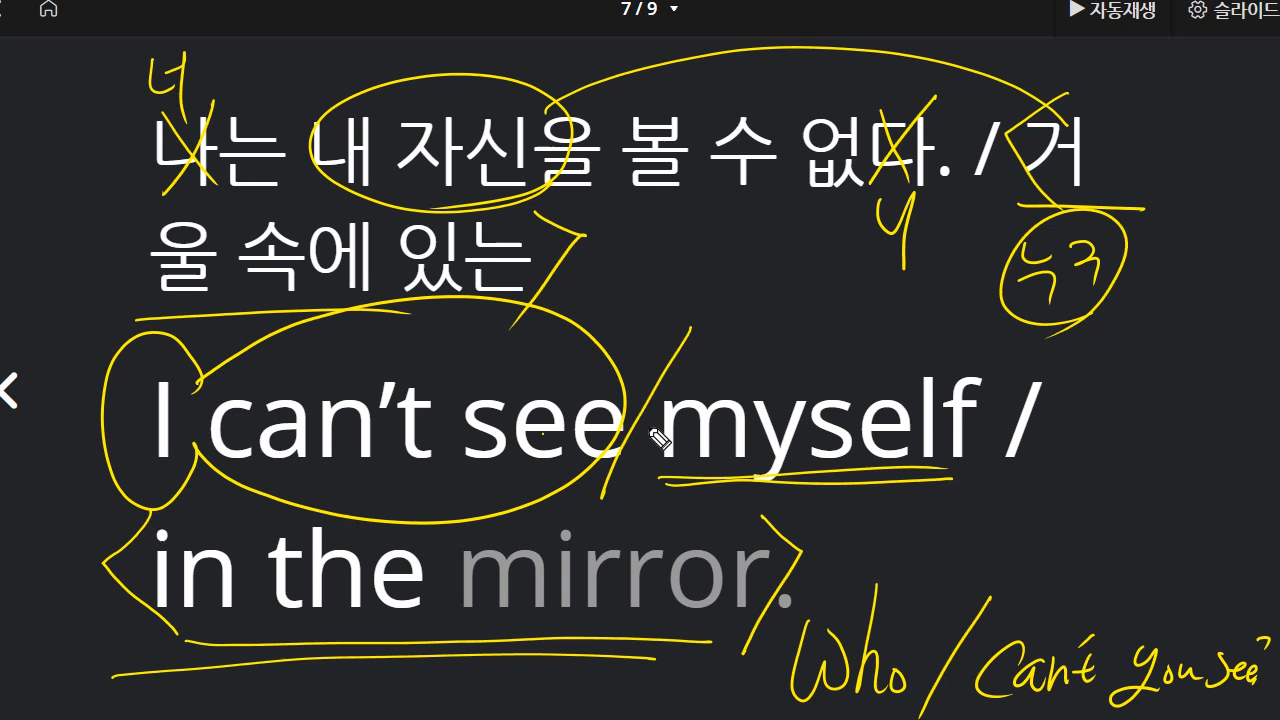 7 / 9
자동재생
슬라이드
너
나는 내 자신을 볼 수 없다. / 거
울 속에 있는
니
누구
I can't see myself /
in the mirror.
Who / Can't you see?